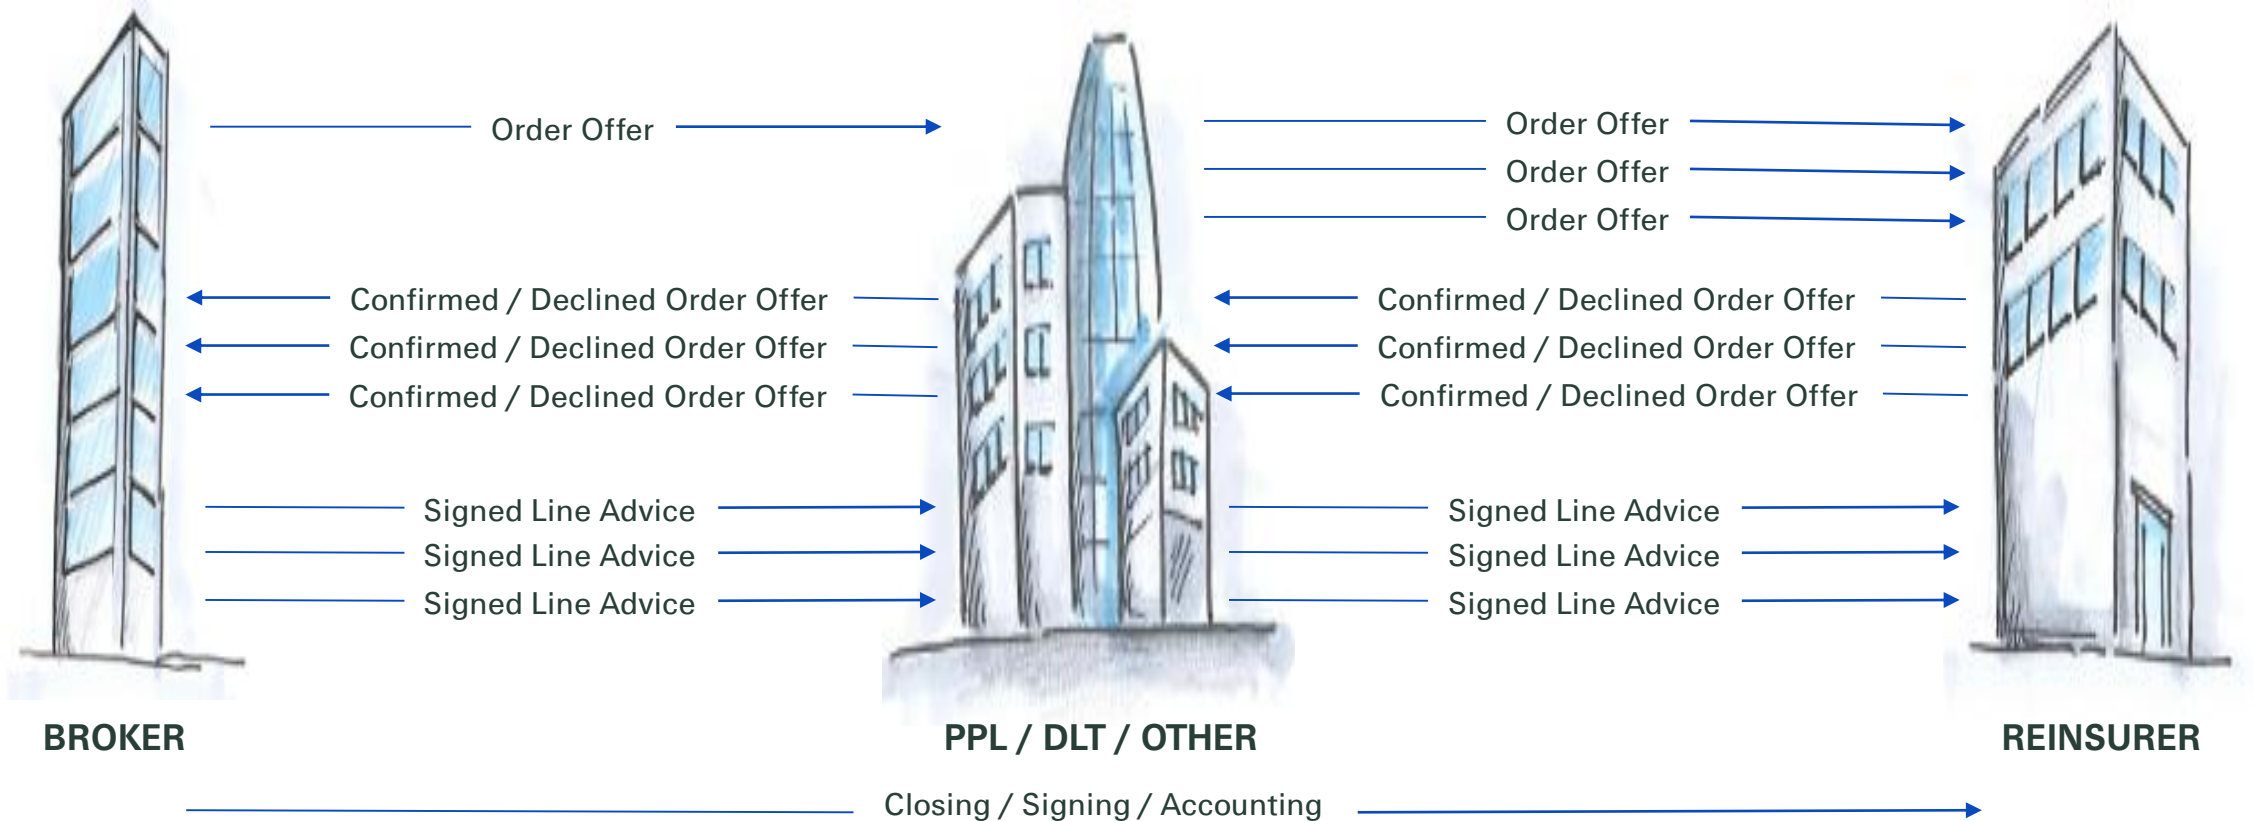 Order Offer
Order Offer
Order Offer
Order Offer
Confirmed / Declined Order Offer
Confirmed / Declined Order Offer
Confirmed / Declined Order Offer
Confirmed / Declined Order Offer
Confirmed / Declined Order Offer
Confirmed / Declined Order Offer
Signed Line Advice
Signed Line Advice
Signed Line Advice
Signed Line Advice
Signed Line Advice
Signed Line Advice
BROKER
PPL / DLT / OTHER
REINSURER
Closing / Signing / Accounting